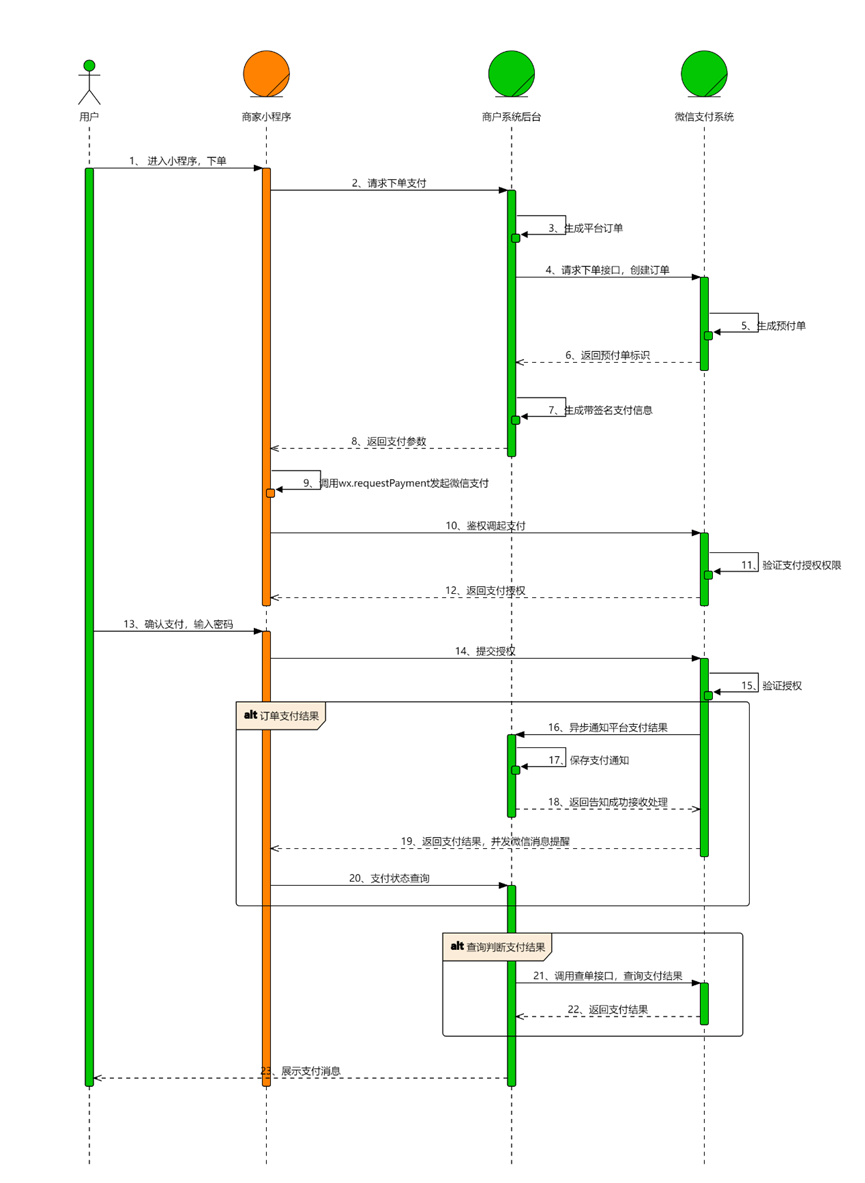 用户
商家小程序
商户系统后台
微信支付系统
1、 进入小程序，下单
2、请求下单支付
3、生成平台订单
4、请求下单接口，创建订单
5、生成预付单
6、返回预付单标识
7、生成带签名支付信息
8、返回支付参数
9、调用wx.requestPayment发起微信支付
10、鉴权调起支付
11、验证支付授权权限
12、返回支付授权
13、确认支付，输入密码
14、提交授权
15、验证授权
alt 订单支付结果
16、异步通知平台支付结果
17、保存支付通知
18、返回告知成功接收处理
19、返回支付结果，并发微信消息提醒
20、支付状态查询
alt 查询判断支付结果
21、调用查单接口，查询支付结果
22、返回支付结果
23、展示支付消息